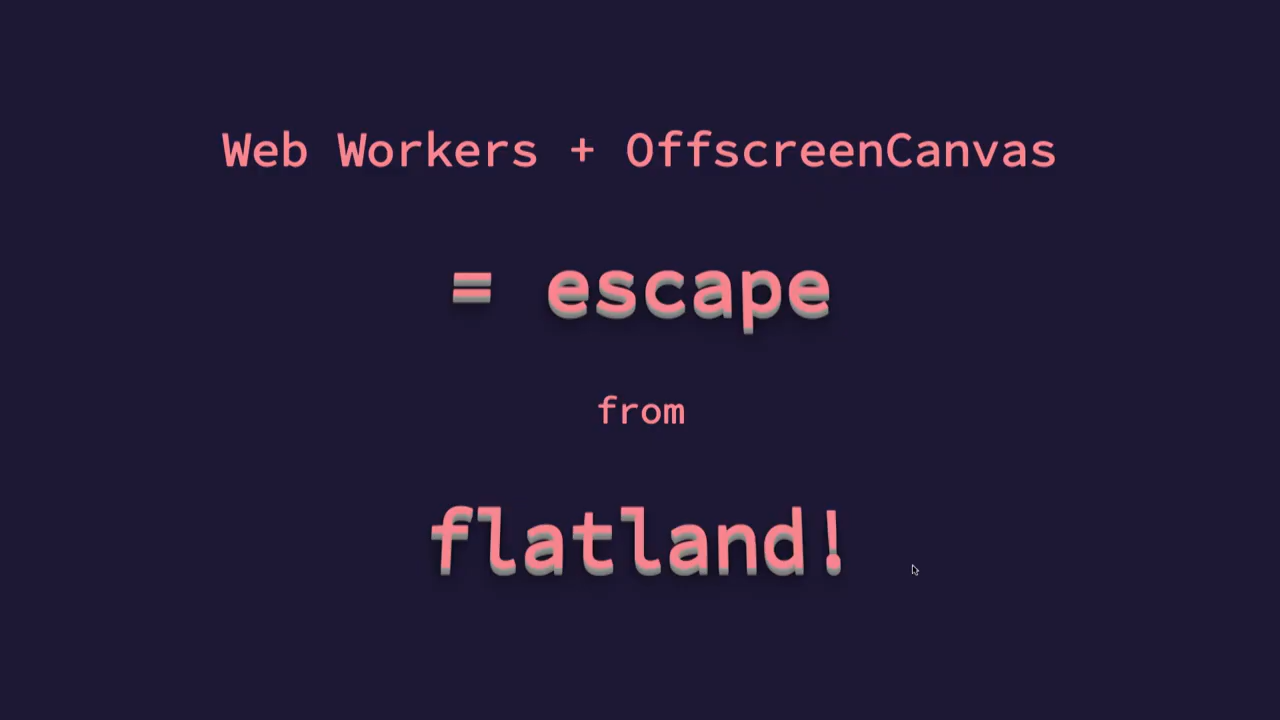 Web Workers + OffscreenCanvas
= escape
from
flatland!